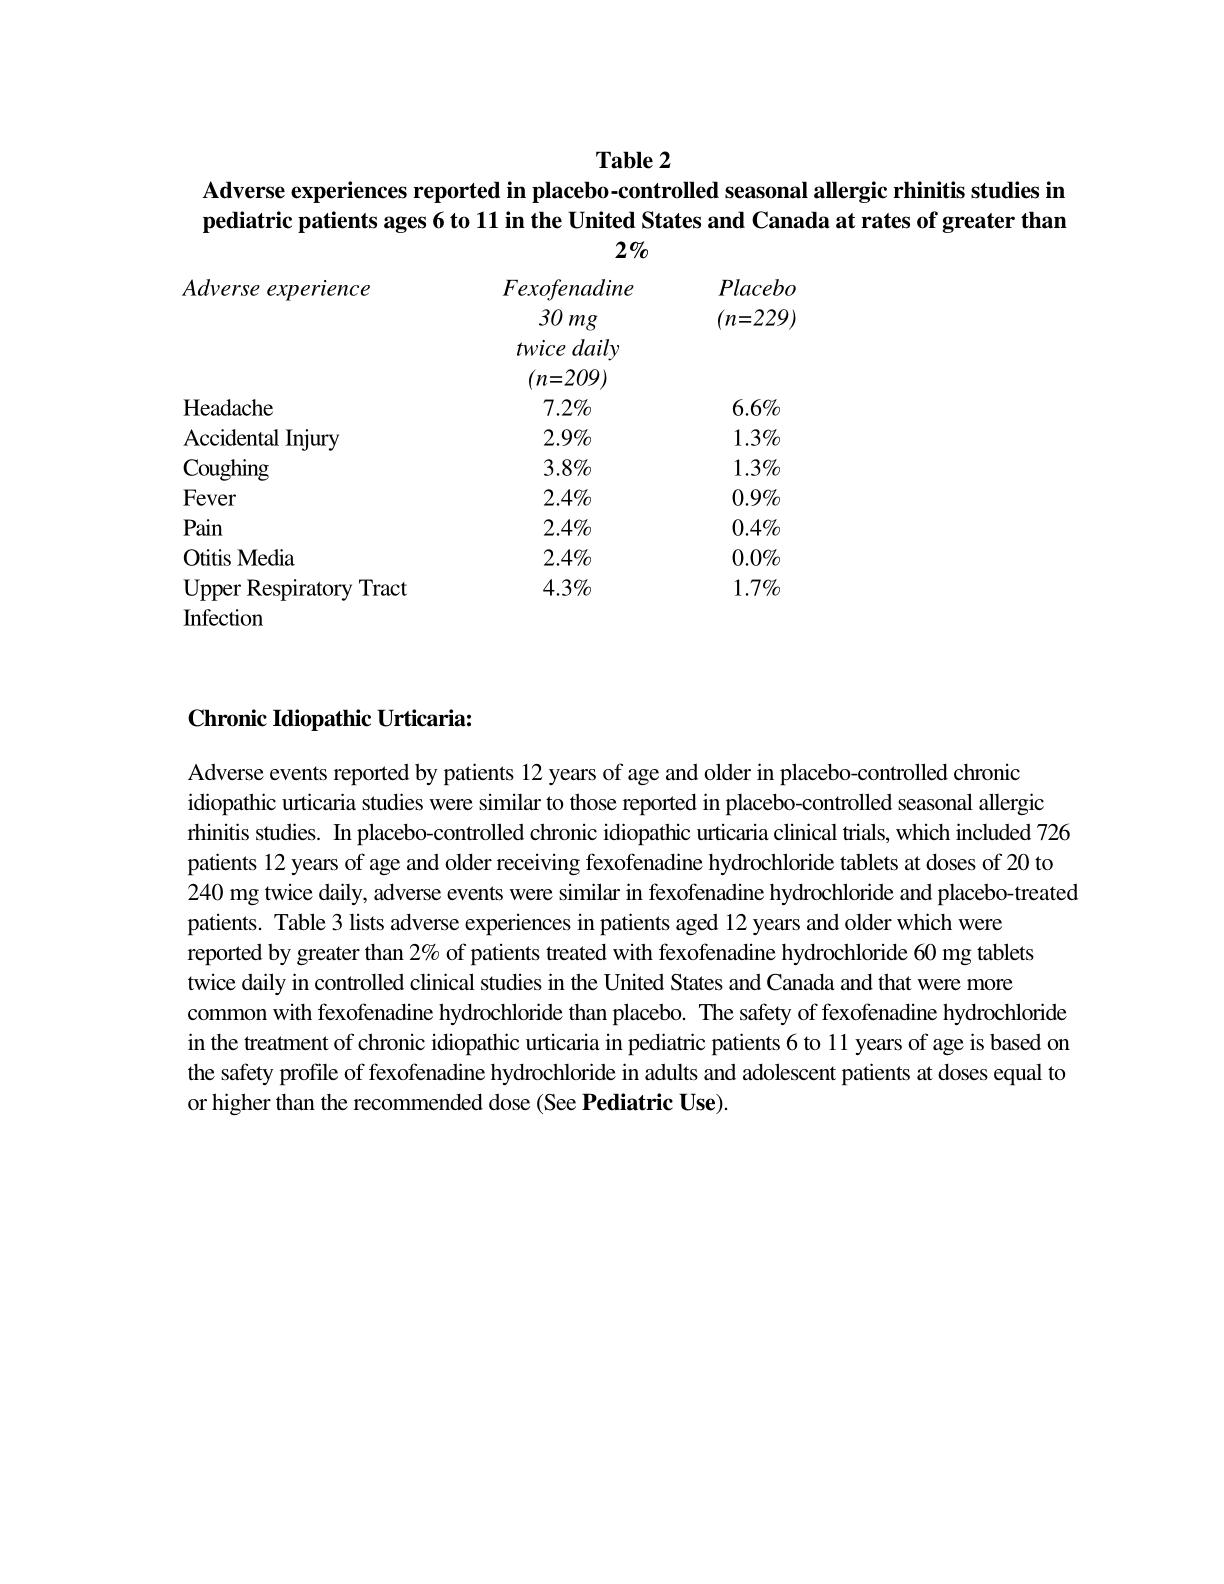 Table 2
Adverse experiences reported in placebo-controlled seasonal allergic rhinitis studies in
pediatric patients ages 6 to 11 in the United States and Canada at rates of greater than
2%
Adverse experience Fexofenadine Placebo
30 mg (n=229)
twice daily
(n=209)
Headache 7.2% 6.6%
Accidental Injury 2.9% 1.3%
Coughing 3.8% 1.3%
Fever 2.4% 0.9%
Pain 2.4% 0.4%
Otitis Media 2.4% 0.0%
Upper Respiratory Tract 4.3% 1.7%
Infection
Chronic Idiopathic Urticaria:
Adverse events reported by patients 12 years of age and older in placebo-controlled chronic
idiopathic urticaria studies were similar to those reported in placebo-controlled seasonal allergic
rhinitis studies.  In placebo-controlled chronic idiopathic urticaria clinical trials, which included 726
patients 12 years of age and older receiving fexofenadine hydrochloride tablets at doses of 20 to
240 mg twice daily, adverse events were similar in fexofenadine hydrochloride and placebo-treated
patients.  Table 3 lists adverse experiences in patients aged 12 years and older which were
reported by greater than 2% of patients treated with fexofenadine hydrochloride 60 mg tablets
twice daily in controlled clinical studies in the United States and Canada and that were more
common with fexofenadine hydrochloride than placebo.  The safety of fexofenadine hydrochloride
in the treatment of chronic idiopathic urticaria in pediatric patients 6 to 11 years of age is based on
the safety profile of fexofenadine hydrochloride in adults and adolescent patients at doses equal to
or higher than the recommended dose (See Pediatric Use).